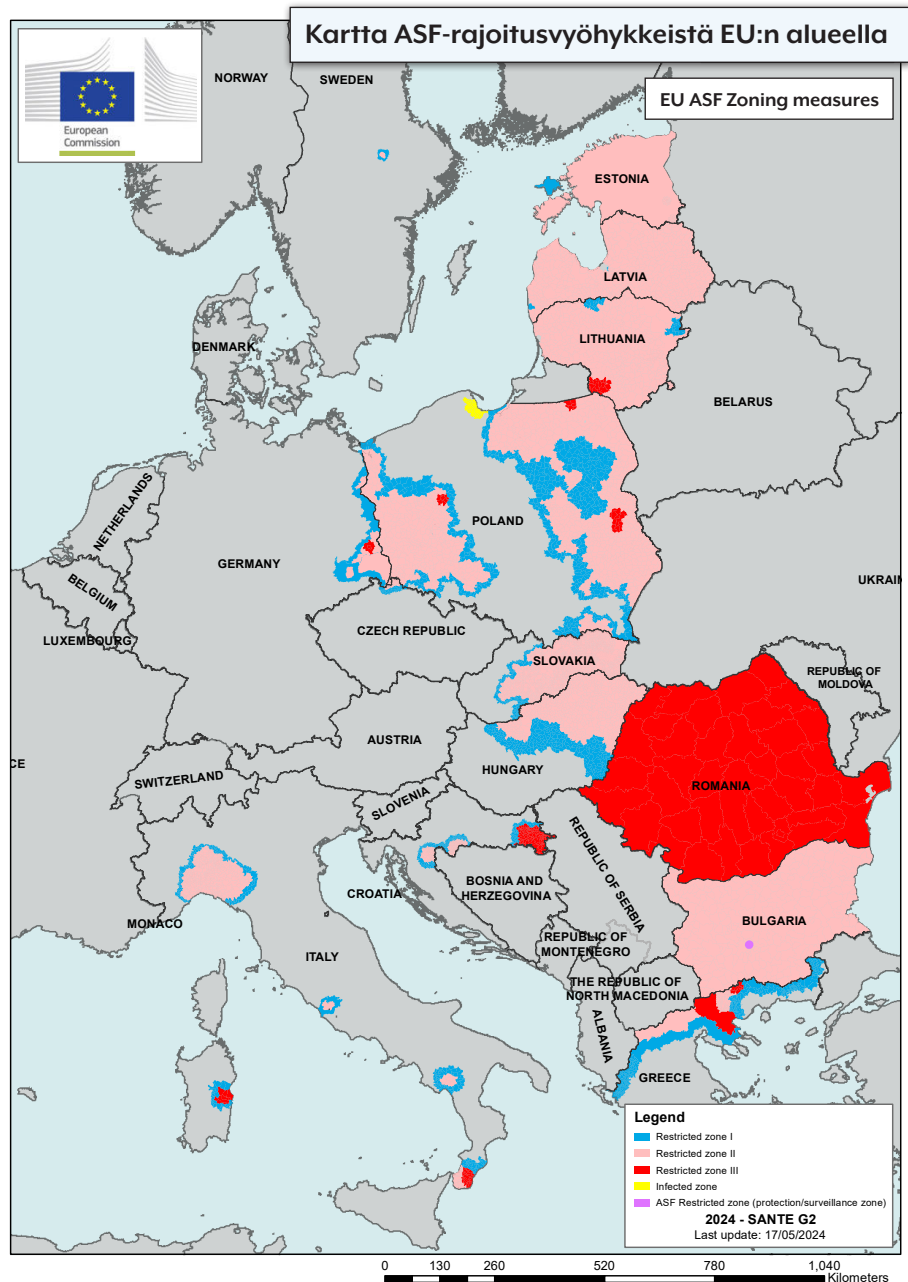 Kartta ASF-rajoitusvyöhykkeistä EU:n alueella
EU ASF Zoning measures
European
Commission
NORWAY
SWEDEN
ESTONIA
LATVIA
LITHUANIA
DENMARK
BELARUS
NETHERLANDS
POLAND
GERMANY
BELGIUM
UKRAIN
LUXEMBOURG
CZECH REPUBLIC
SLOVAKIA
REPUBLIC OF
MOLDOVA
AUSTRIA
CE
SWITZERLAND
HUNGARY
ROMANIA
SLOVENIA
REPUBLIC OF SERBIA
CROATIA
BOSNIA AND
HERZEGOVINA
MONACO
BULGARIA
ITALY
REPUBLIC OF
MONTENEGRO
THE REPUBLIC OF
NORTH MACEDONIA
ALBANIA
GREECE
Legend
Restricted zone I
Restricted zone II
Restricted zone III
Infected zone
ASF Restricted zone (protection/surveillance zone)
2024 - SANTE G2
Last update: 17/05/2024
0 130 260 520 780 1,040
Kilometers